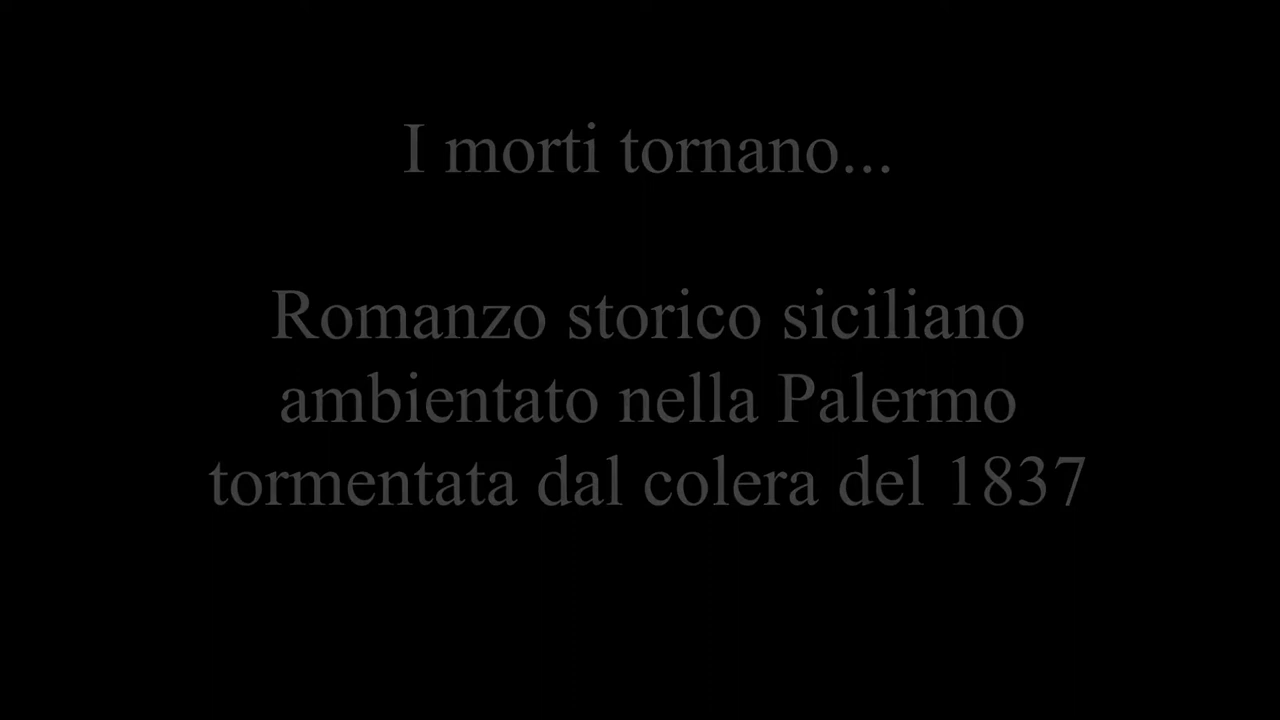 I morti tornano...
Romanzo storico siciliano
ambientato nella Palermo
tormentata dal colera del 1837